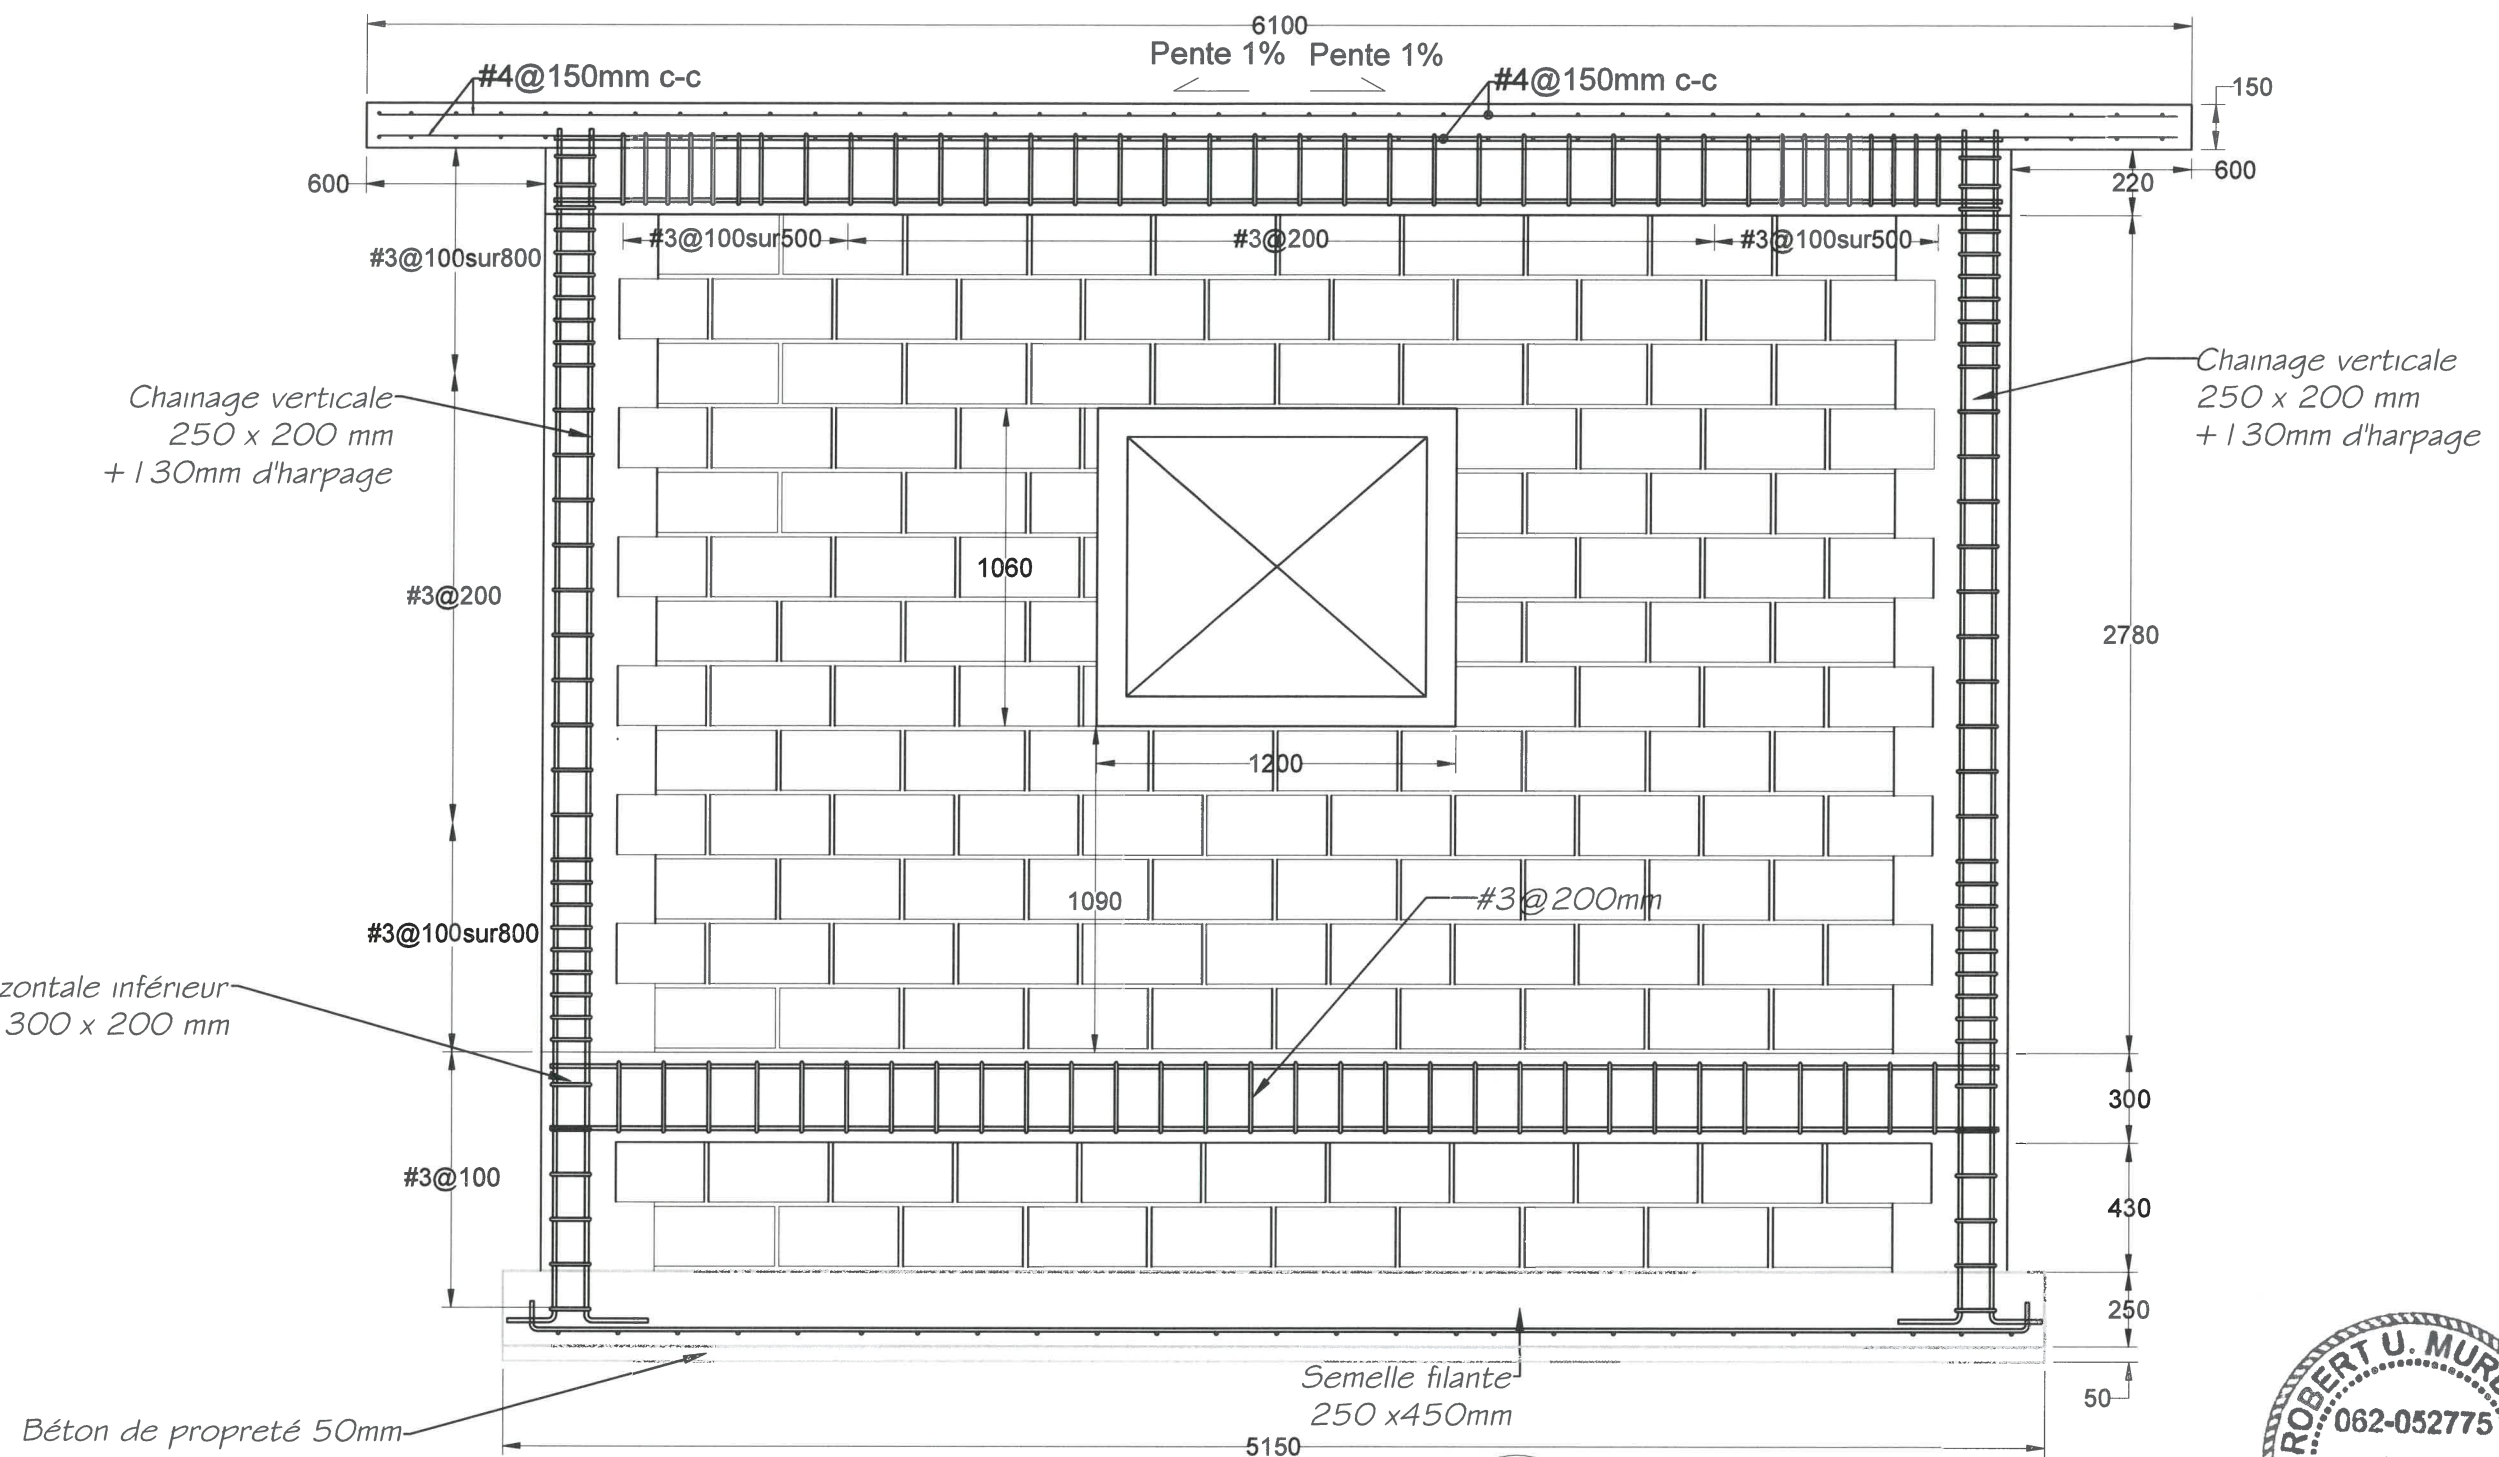 6100
Pente 1% Pente 1%
#4@150mm c-c
#4@150mm c-c
150
600
220
600
#3@100sur500
#3@200
#3@100sur500
#3@100sur800
Chainage verticale
250 x 200 mm
+130mm d'harpage
Chainage verticale
250 x 200 mm
+130mm d'harpage
1060
#3@200
2780
1200
1090
#3@200mm
#3@100sur800
zontale inférieur
300 x 200 mm
300
#3@100
430
250
Semelle filante
250 x450mm
50
Béton de propreté 50mm
5150
ROBERT U. MUR
062-052775